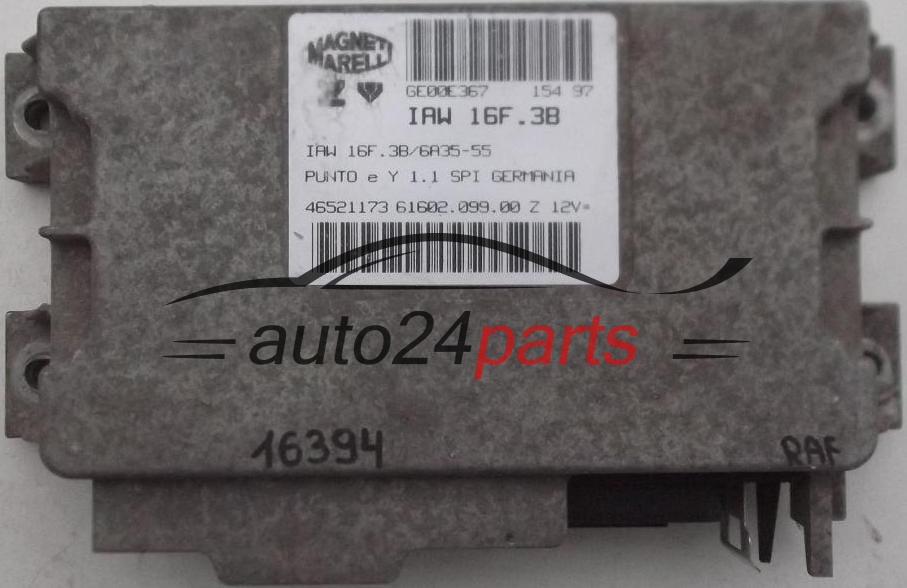 MAGNETI
MARELLI
GE00E367 154 97
IAW 16F.3B
IAW 16F.3B/6A35-55
PUNTO e Y 1.1 SPI GERMANIA
46521173 61602.099.00 Z 12V=
auto24parts
16394
RAF